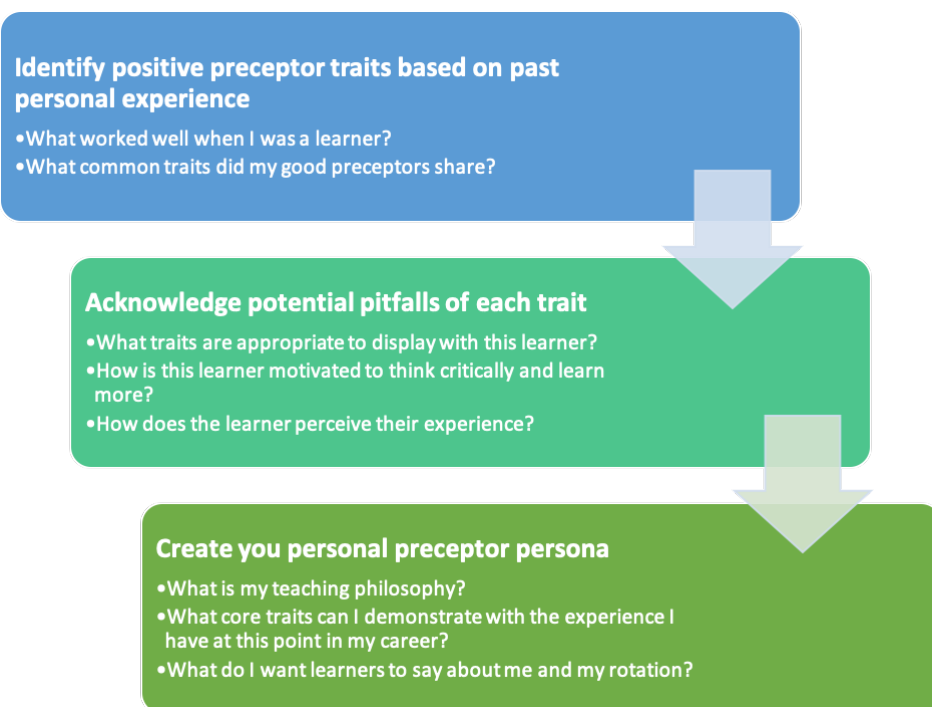 Identify positive preceptor traits based on past
personal experience
•What worked well when I was a learner?
•What common traits did my good preceptors share?
Acknowledge potential pitfalls of each trait
•What traits are appropriate to display with this learner?
•How is this learner motivated to think critically and learn
more?
•How does the learner perceive their experience?
Create you personal preceptor persona
•What is my teaching philosophy?
•What core traits can I demonstrate with the experience I
have at this point in my career?
•What do I want learners to say about me and my rotation?